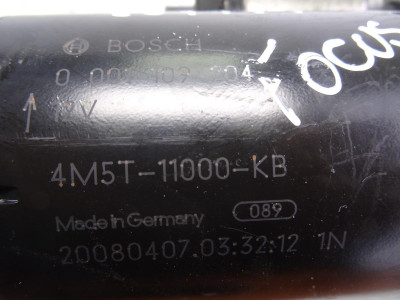 BOSCH
FOCUS
4M5T-11000-KB
Made in Germany 089
20080407.03:32:12 1N